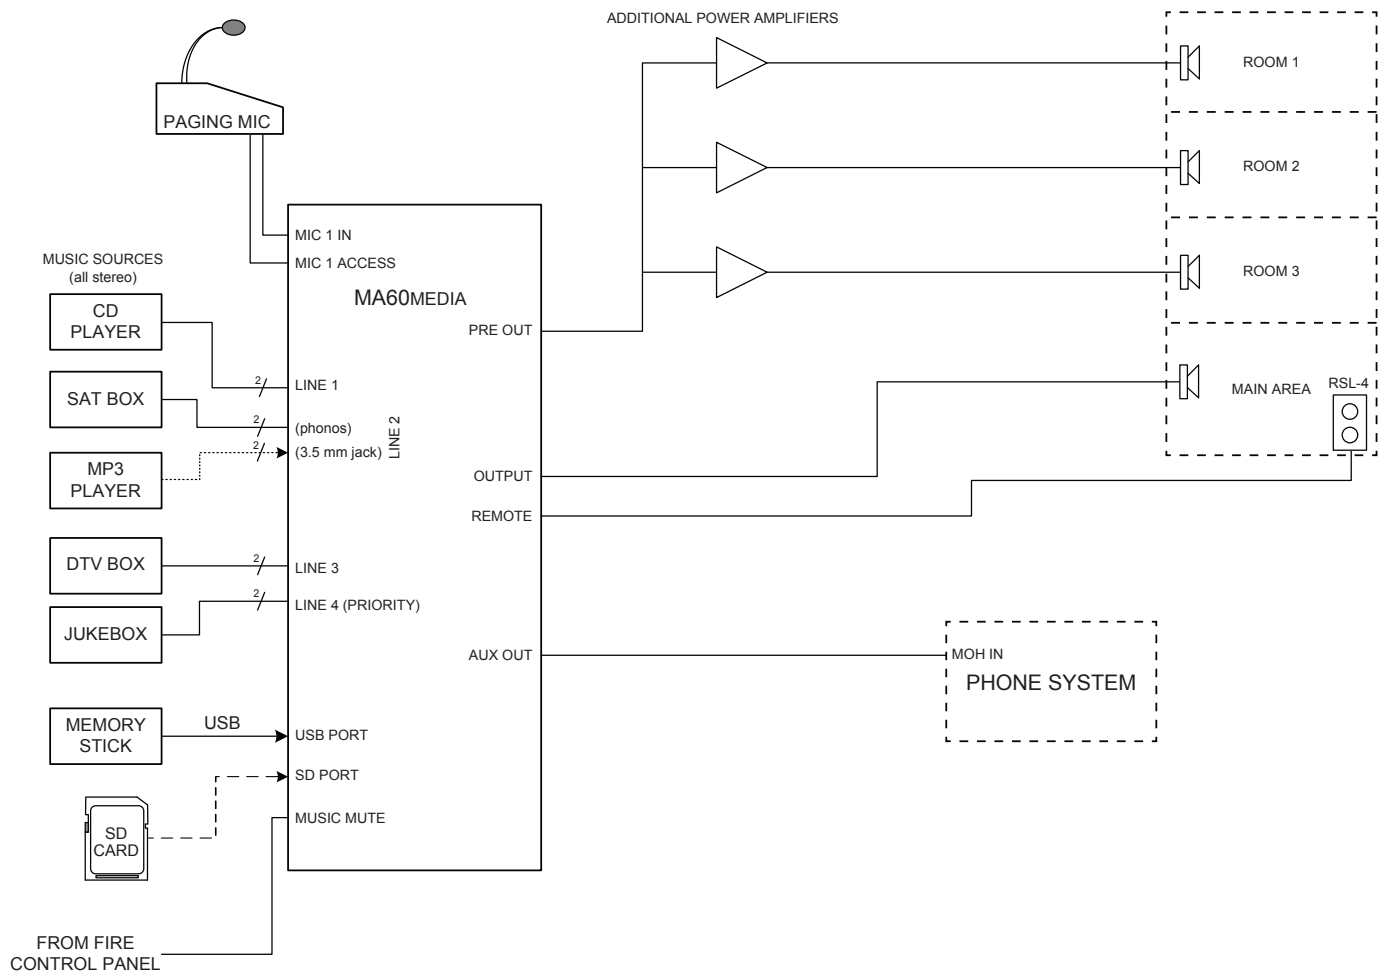 ADDITIONAL POWER AMPLIFIERS
ROOM 1
PAGING MIC
ROOM 2
MIC 1 IN
MUSIC SOURCES
(all stereo)
MIC 1 ACCESS
ROOM 3
MA60MEDIA
CD
PLAYER
PRE OUT
2
LINE 1
MAIN AREA
RSL-4
SAT BOX
2
(phonos)
LINE 2
2
(3.5 mm jack)
MP3
PLAYER
OUTPUT
REMOTE
DTV BOX
2
LINE 3
2
LINE 4 (PRIORITY)
JUKEBOX
AUX OUT
MOH IN
PHONE SYSTEM
MEMORY
STICK
USB
USB PORT
SD PORT
MUSIC MUTE
SD
CARD
FROM FIRE
CONTROL PANEL